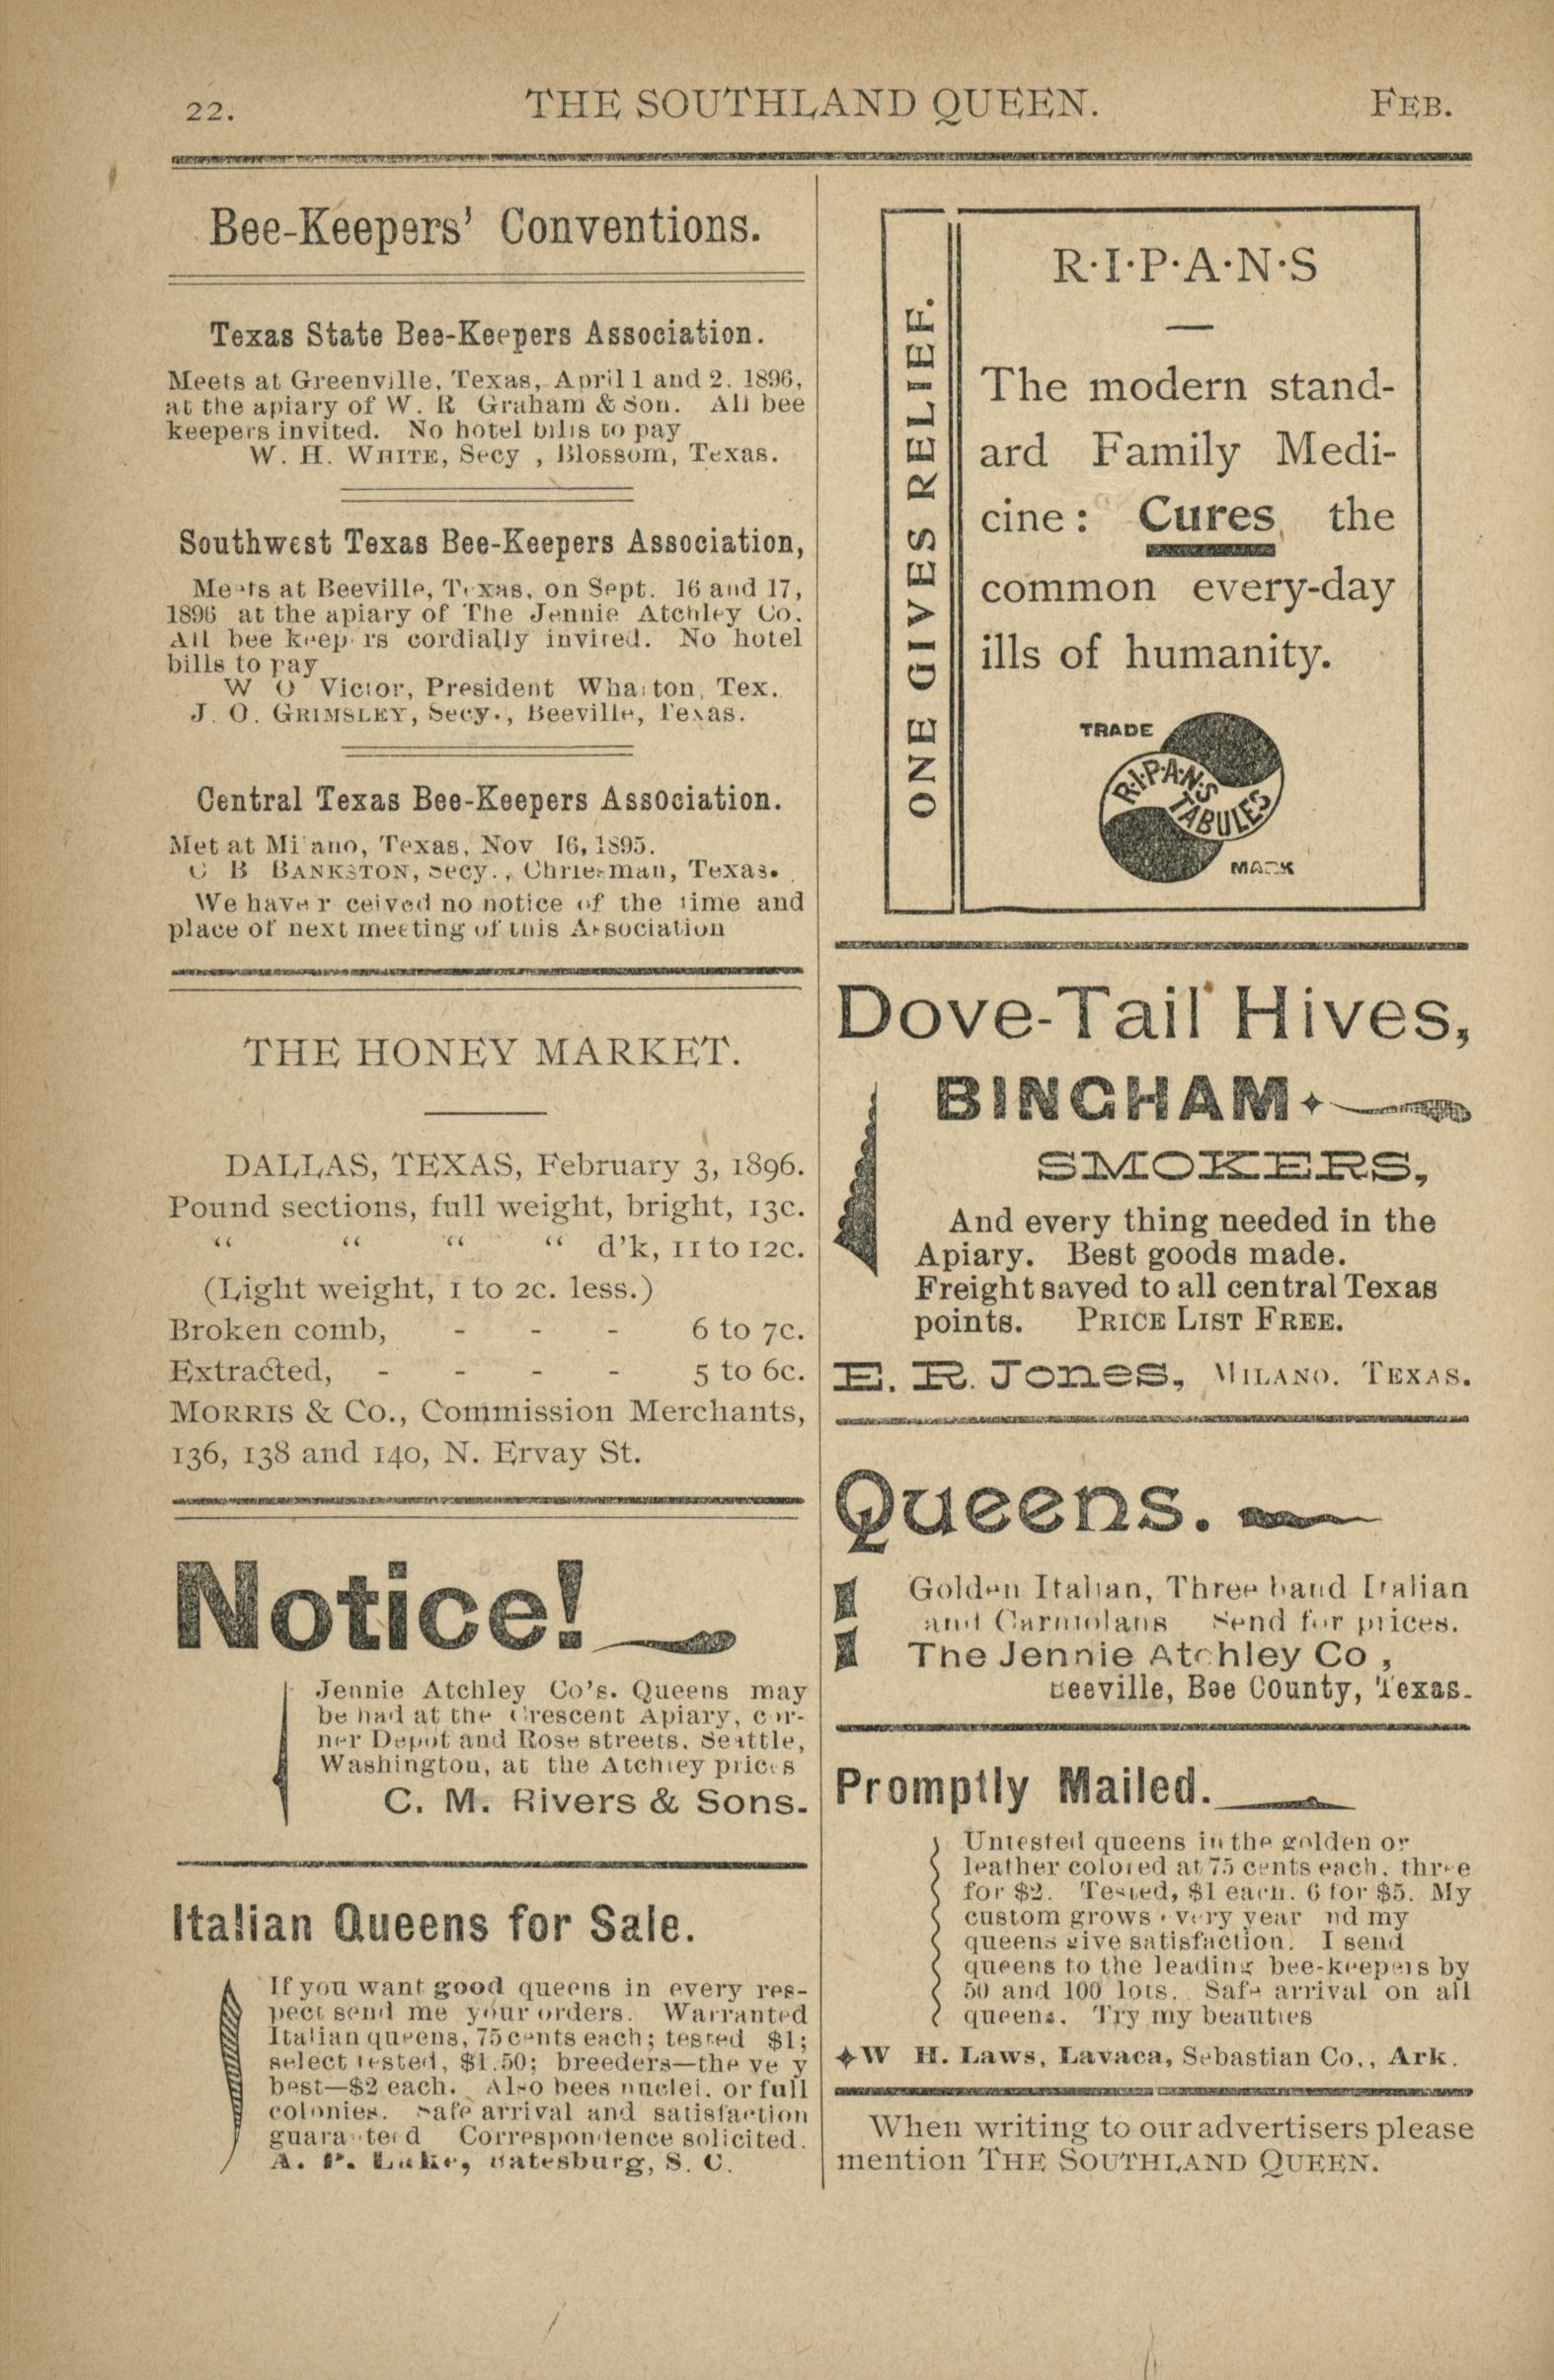 22.
THE SOUTHLAND QUEEN.
FEB.
Bee-Keepers' Conventions.
Texas State Bee-Keepers Association.
Meets at Greenville, Texas, April 1 and 2. 1896,
at the apiary of W. R Graham & Son. All bee
keepers invited. No hotel bills to pay
W. H. WHITE, Secy , Blossom, Texas.
Southwest Texas Bee-Keepers Association,
Meets at Beeville, Texas, on Sept. 16 and 17,
1896 at the apiary of The Jennie Atchley Co.
All bee keepers cordially invited. No hotel
bills to pay
W O Victor, President Wharton, Tex.
J. O. GRIMSLEY, Secy., Beeville, Texas.
Central Texas Bee-Keepers Association.
Met at Milano, Texas, Nov 16, 1895.
C B BANKSTON, Secy., Chriesman, Texas.
We have received no notice of the time and
place of next meeting of this Association
THE HONEY MARKET.
DALLAS, TEXAS, February 3, 1896.
Pound sections, full weight, bright, 13c.
“ “ “ “ d'k, 11 to 12c.
(Light weight, 1 to 2c. less.)
Broken comb, - - - 6 to 7c.
Extracted, - - - - 5 to 6c.
MORRIS & CO., Commission Merchants,
136, 138 and 140, N. Ervay St.
Notice!
Jennie Atchley Co's. Queens may
be had at the Crescent Apiary, cor-
ner Depot and Rose streets. Seattle,
Washington, at the Atchley prices
C. M. Rivers & Sons.
Italian Queens for Sale.
If you want good queens in every res-
pect send me your orders. Warranted
Italian queens, 75 cents each; tested $1;
select tested, $1.50; breeders—the very
best—$2 each. Also bees nuclei. or full
colonies. Safe arrival and satisfaction
guaranteed Correspondence solicited.
A. Batesburg, S. C.
ONE GIVES RELIEF.
R·I·P·A·N·S
The modern stand-
ard Family Medi-
cine: Cures the
common every-day
ills of humanity.
TRADE
R·I·P·A·N·S
TABULES
MARK
Dove-Tail Hives,
BINGHAM
SMOKERS,
And every thing needed in the
Apiary. Best goods made.
Freight saved to all central Texas
points. PRICE LIST FREE.
E. R. Jones, MILANO. TEXAS.
Queens.
Golden Italian, Three band Italian
and Carniolans Send for prices.
The Jennie Atchley Co ,
Beeville, Bee County, Texas.
Promptly Mailed.
Untested queens in the golden or
leather colored at 75 cents each, three
for $2. Tested, $1 each. 6 for $5. My
custom grows every year and my
queens give satisfaction. I send
queens to the leading bee-keepers by
50 and 100 lots. Safe arrival on all
queens. Try my beauties
W H. Laws, Lavaca, Sebastian Co., Ark.
When writing to our advertisers please
mention THE SOUTHLAND QUEEN.